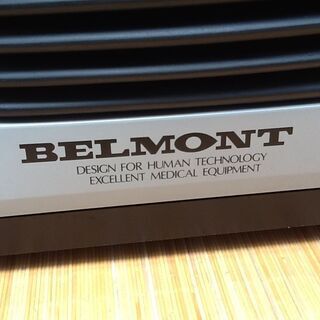 BELMONT
DESIGN FOR HUMAN TECHNOLOGY
EXCELLENT MEDICAL EQUIPMENT